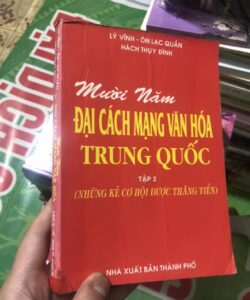 LÝ VĨNH - ÔN LẠC QUẦN
HÁCH THỤY ĐÌNH
Mười Năm
ĐẠI CÁCH MẠNG VĂN HÓA
TRUNG QUỐC
TẬP 2
(NHỮNG KẺ CƠ HỘI ĐƯỢC THĂNG TIẾN)
NHÀ XUẤT BẢN THÀNH PHỐ